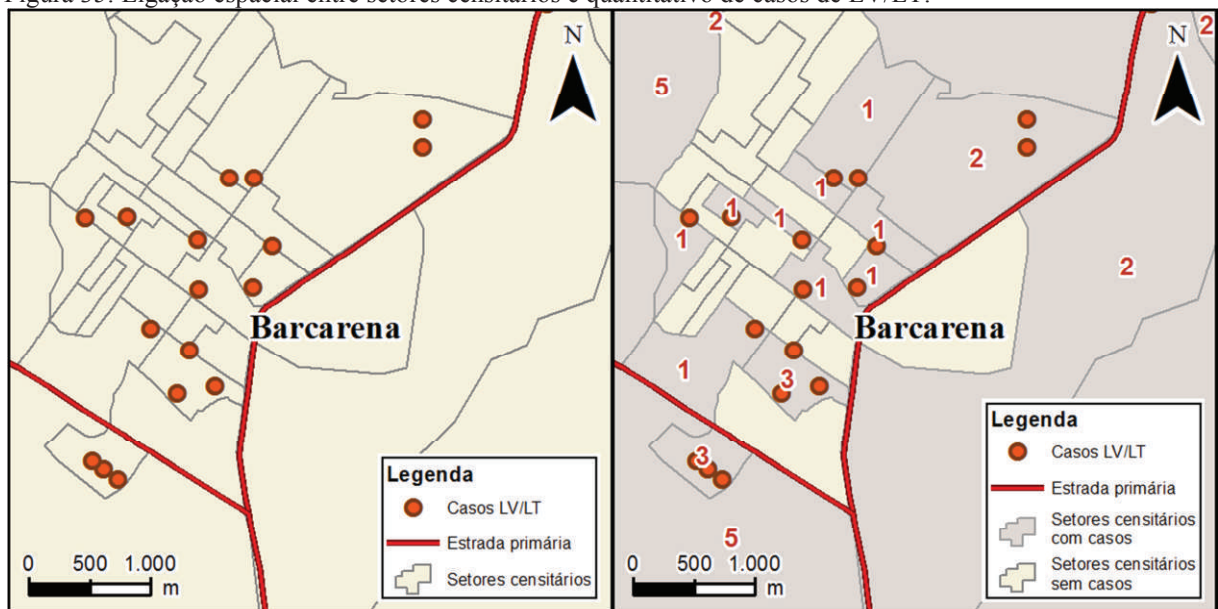 Ligação espacial entre setores censitários e quantitativo de casos de LV/LT.
N
Barcarena
Legenda
Casos LV/LT
Estrada primária
Setores censitários
0 500 1.000
m
2
2
N
5
1
2
1
1
1
1
1
2
1
1
Barcarena
1
3
3
5
Legenda
Casos LV/LT
Estrada primária
Setores censitários
com casos
Setores censitários
sem casos
0 500 1.000
m